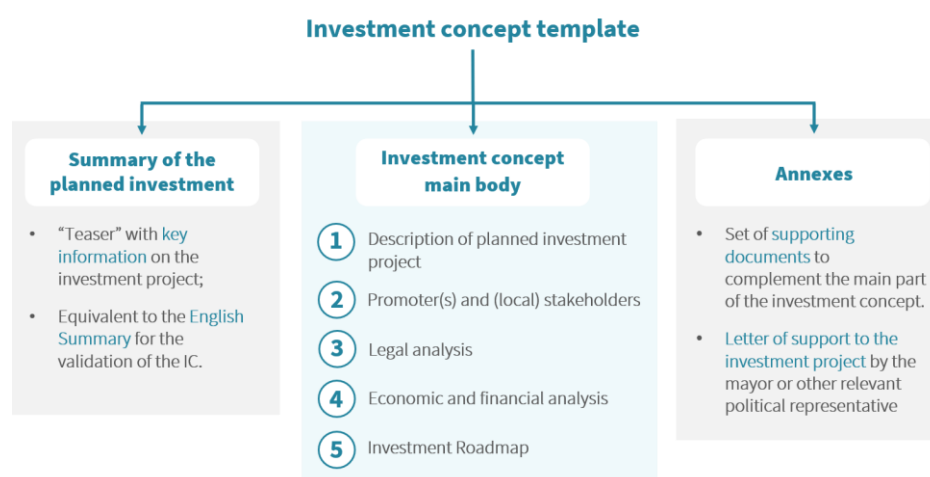 Investment concept template
Summary of the
planned investment
“Teaser” with key
information on the
investment project;
Equivalent to the English
Summary for the
validation of the IC.
Investment concept
main body
1 Description of planned investment
project
2 Promoter(s) and (local) stakeholders
3 Legal analysis
4 Economic and financial analysis
5 Investment Roadmap
Annexes
Set of supporting
documents to
complement the main part
of the investment concept.
Letter of support to the
investment project by the
mayor or other relevant
political representative